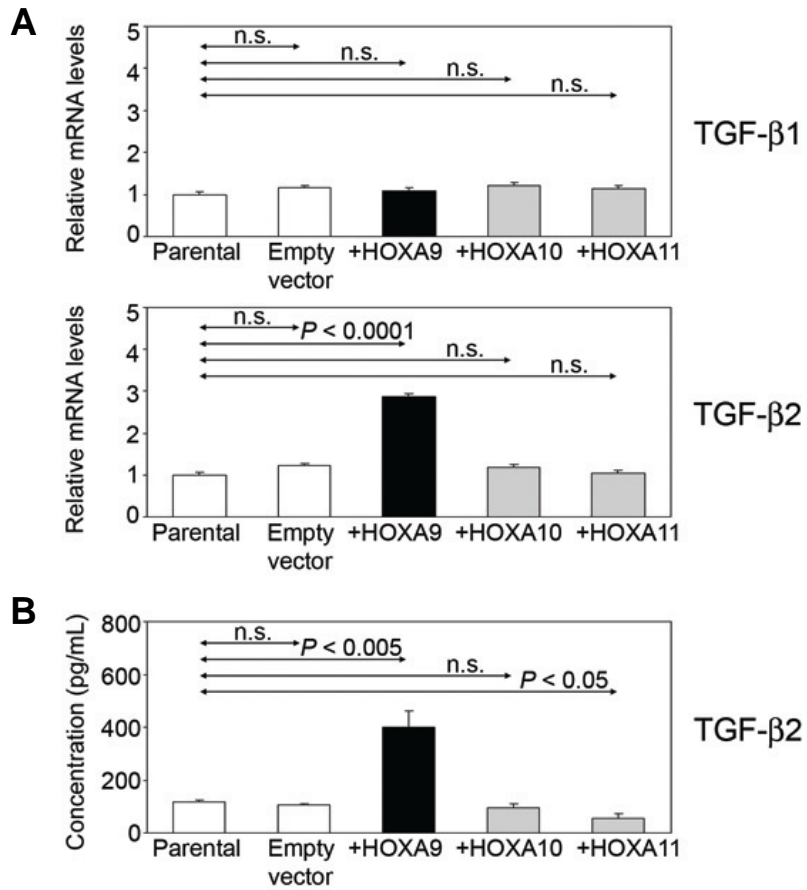 A
Relative mRNA levels
5
4
3
2
1
0
n.s.
n.s.
n.s.
n.s.
Parental
Empty
vector
+HOXA9
+HOXA10
+HOXA11
TGF-β1
Relative mRNA levels
5
4
3
2
1
0
n.s.
P < 0.0001
n.s.
n.s.
Parental
Empty
vector
+HOXA9
+HOXA10
+HOXA11
TGF-β2
B
Concentration (pg/mL)
800
600
400
200
0
n.s.
P < 0.005
n.s.
P < 0.05
Parental
Empty
vector
+HOXA9
+HOXA10
+HOXA11
TGF-β2